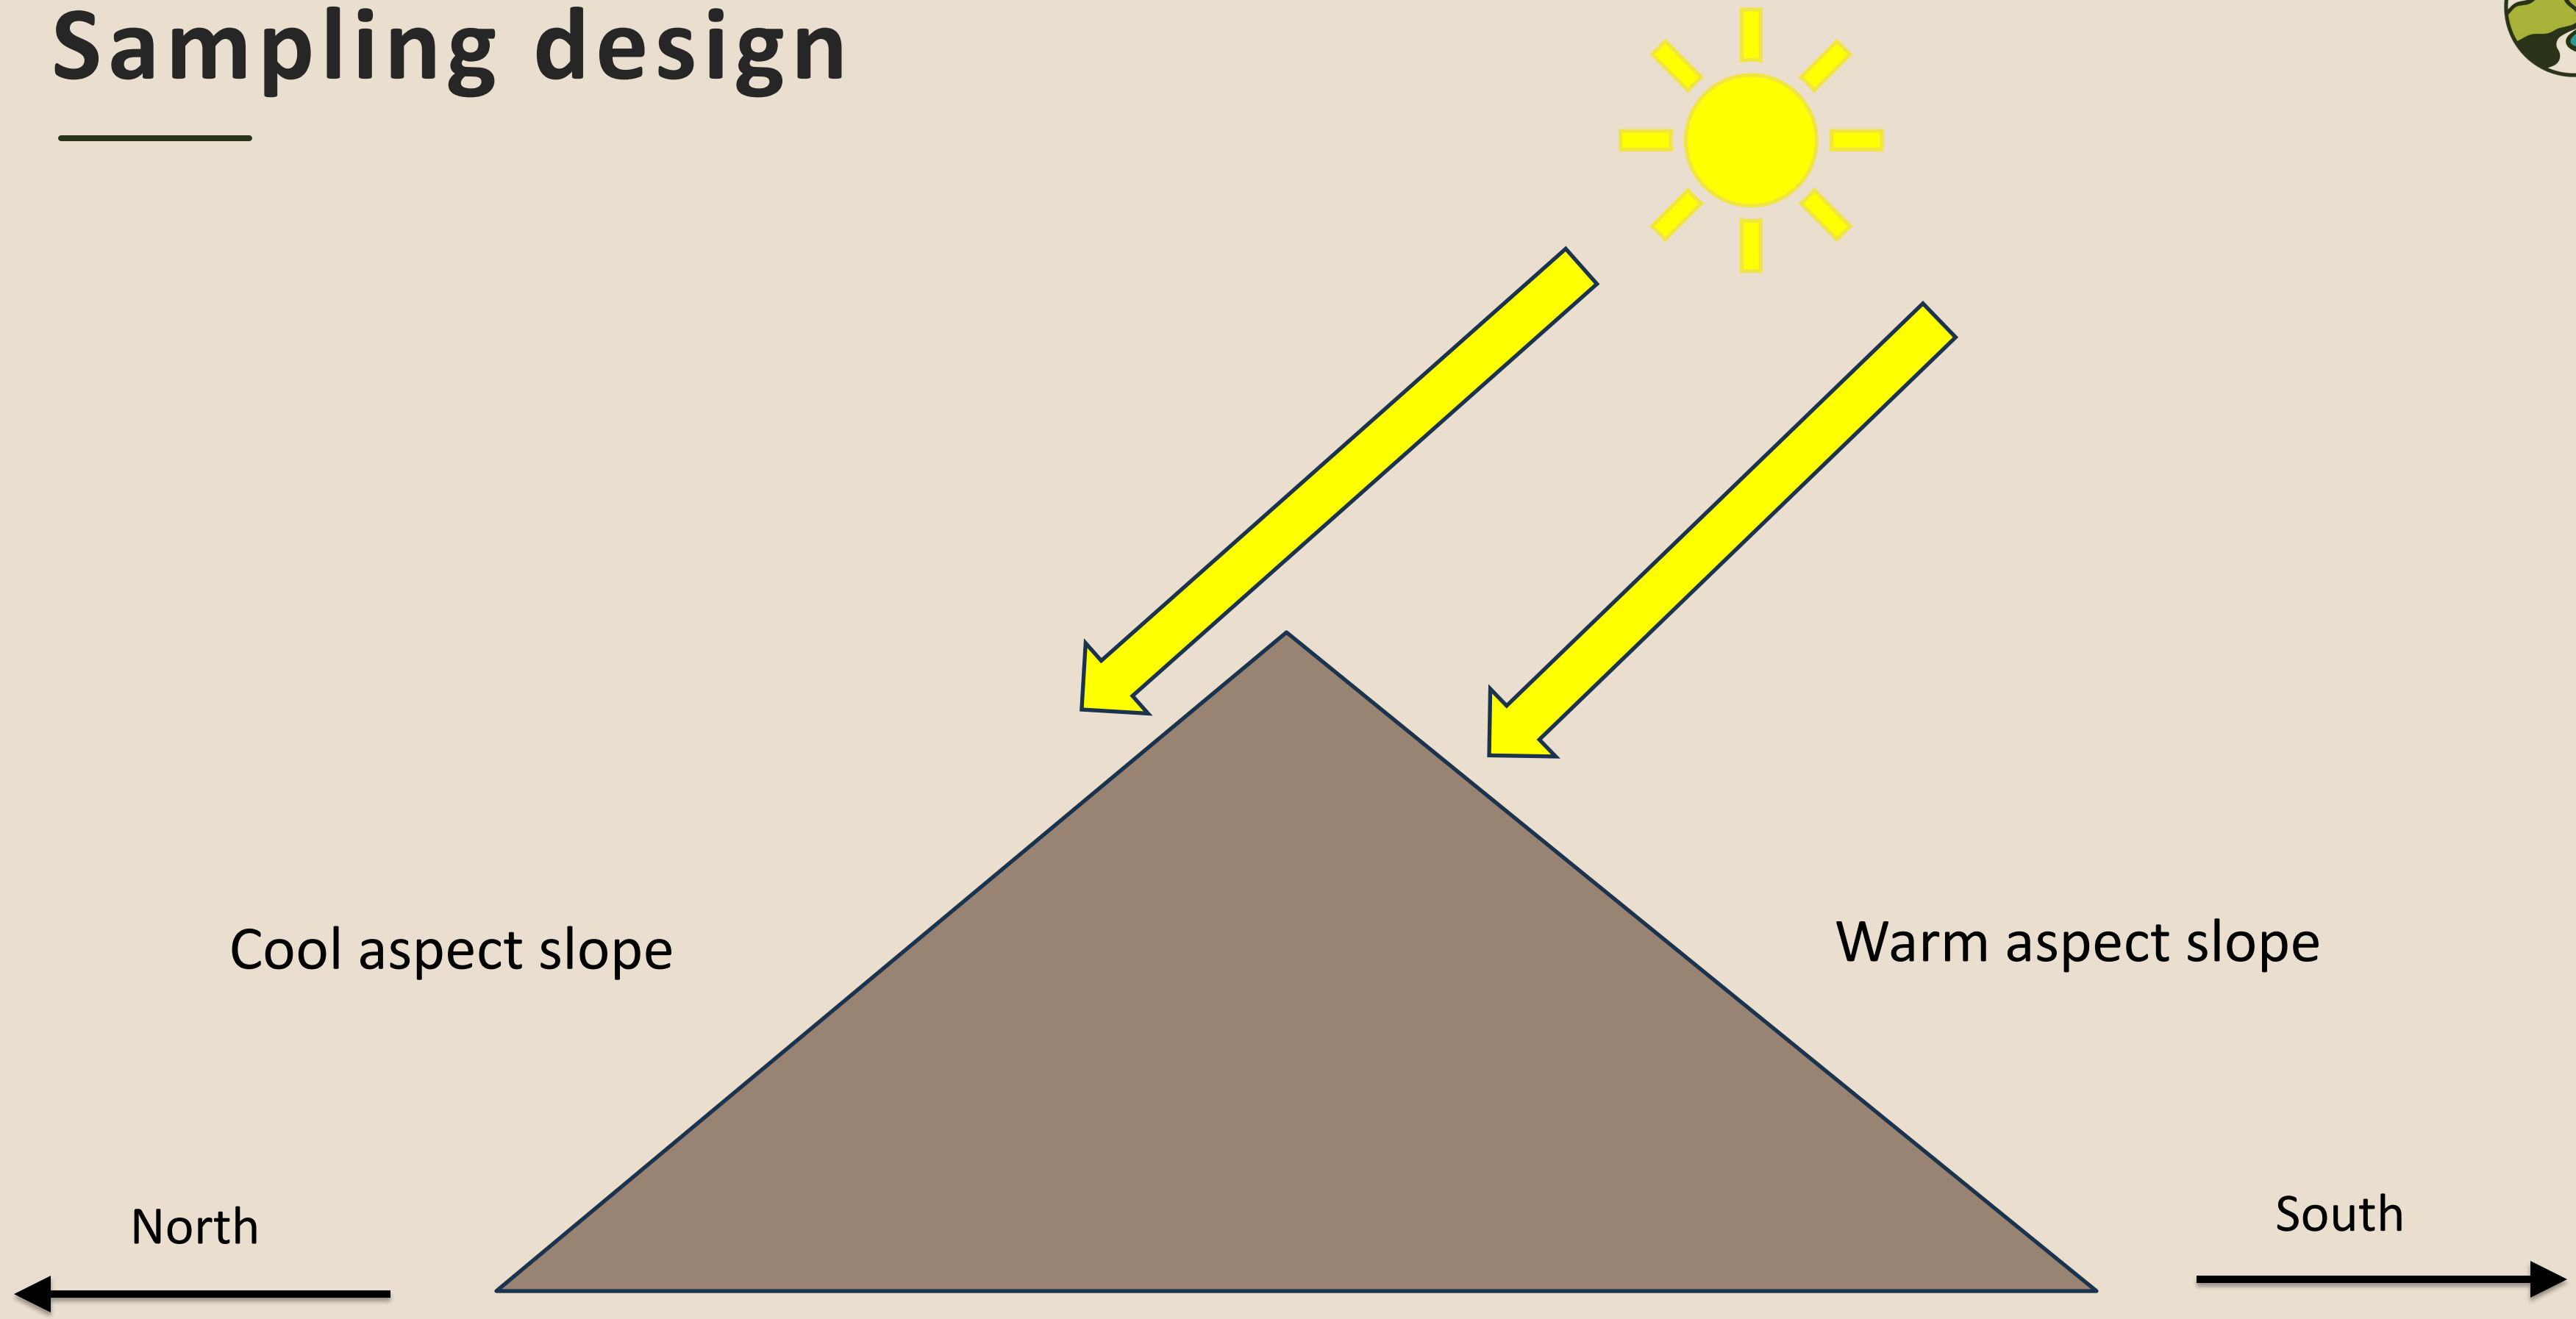 Sampling design
Cool aspect slope
Warm aspect slope
North
South